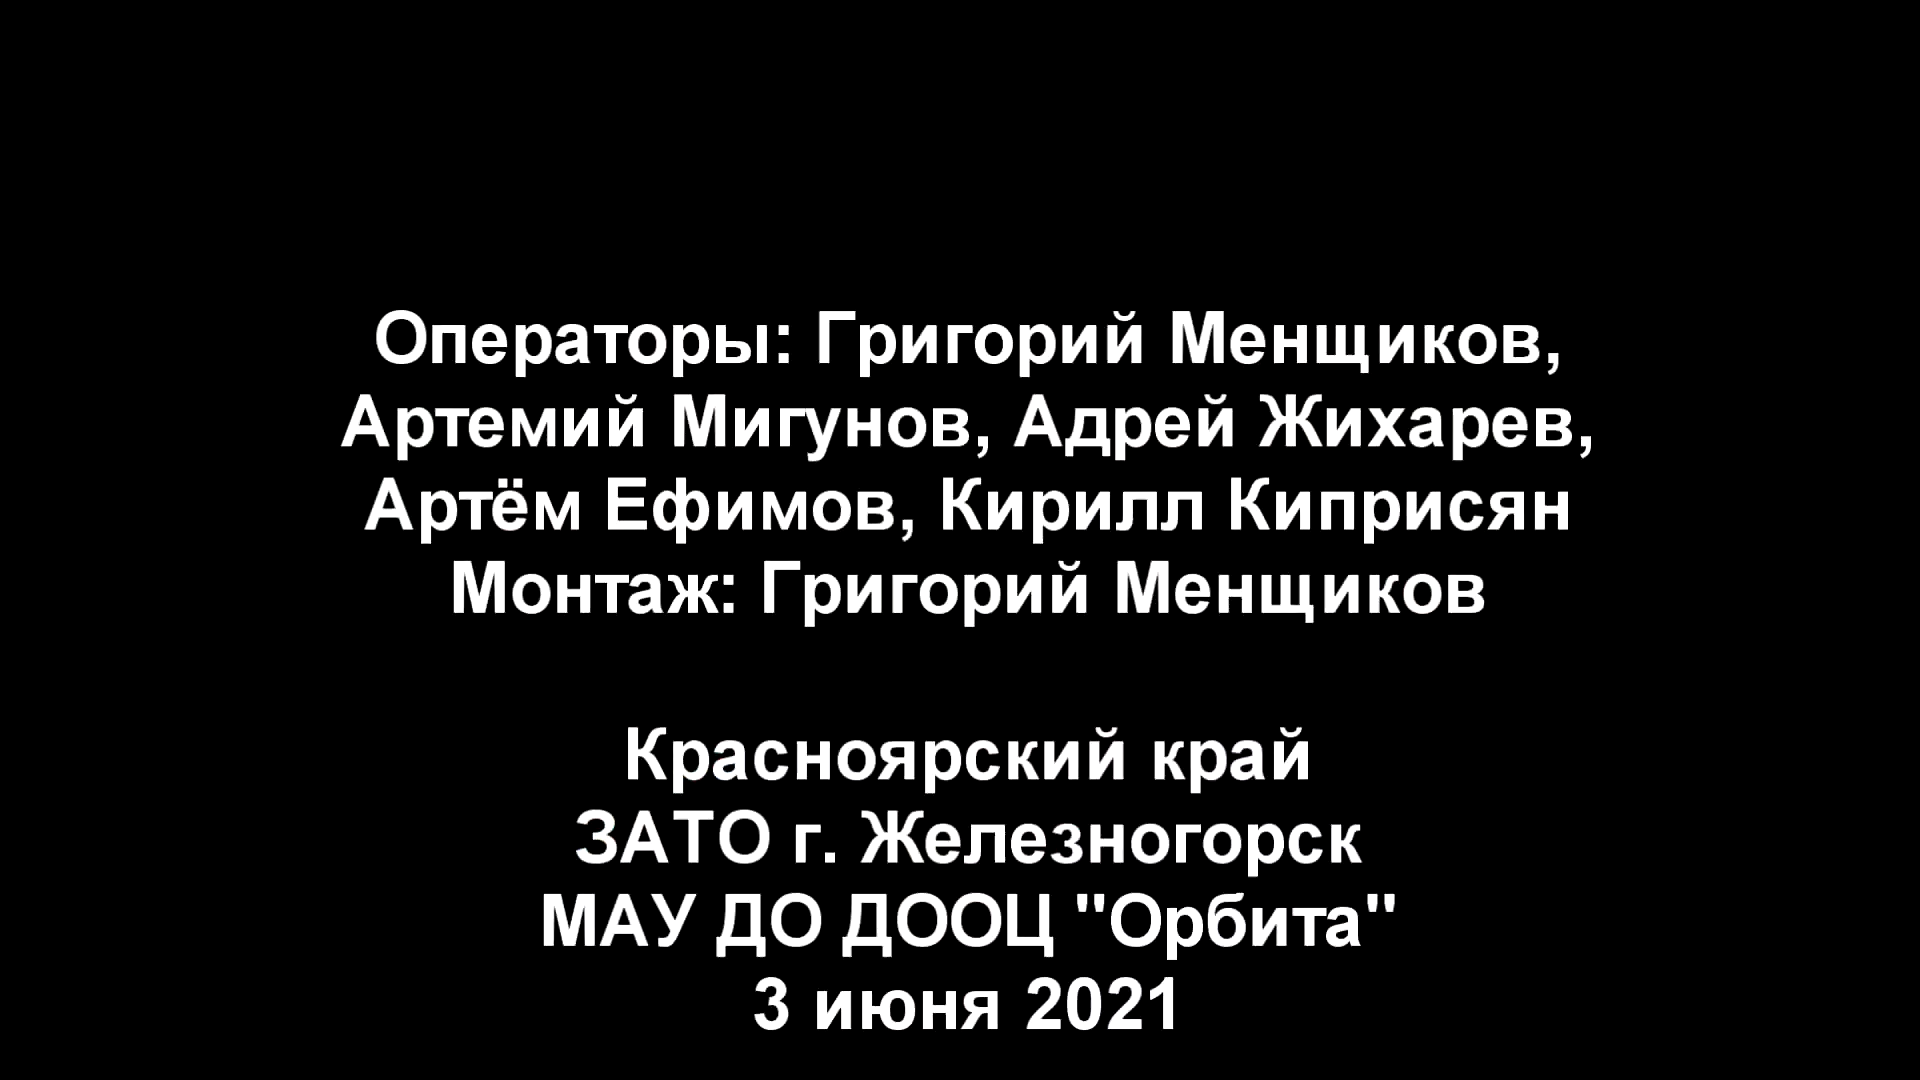 Операторы: Григорий Менщиков,
Артемий Мигунов, Адрей Жихарев,
Артём Ефимов, Кирилл Киприсян
Монтаж: Григорий Менщиков
Красноярский край
ЗАТО г. Железногорск
МАУ ДО ДООЦ "Орбита"
3 июня 2021